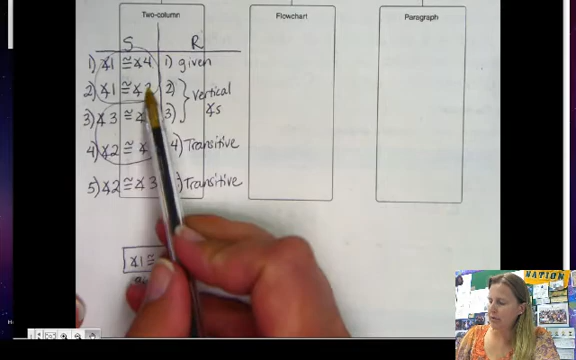 Two-column
Flowchart
Paragraph
S R
1) ∡1 ≅ ∡4 1) given
2) ∡1 ≅ ∡2 2) vertical
3) ∡3 ≅ ∡ 3) ∡s
4) ∡2 ≅ ∡ 4) Transitive
5) ∡2 ≅ ∡3 ) Transitive
∡1 ≅
NATION